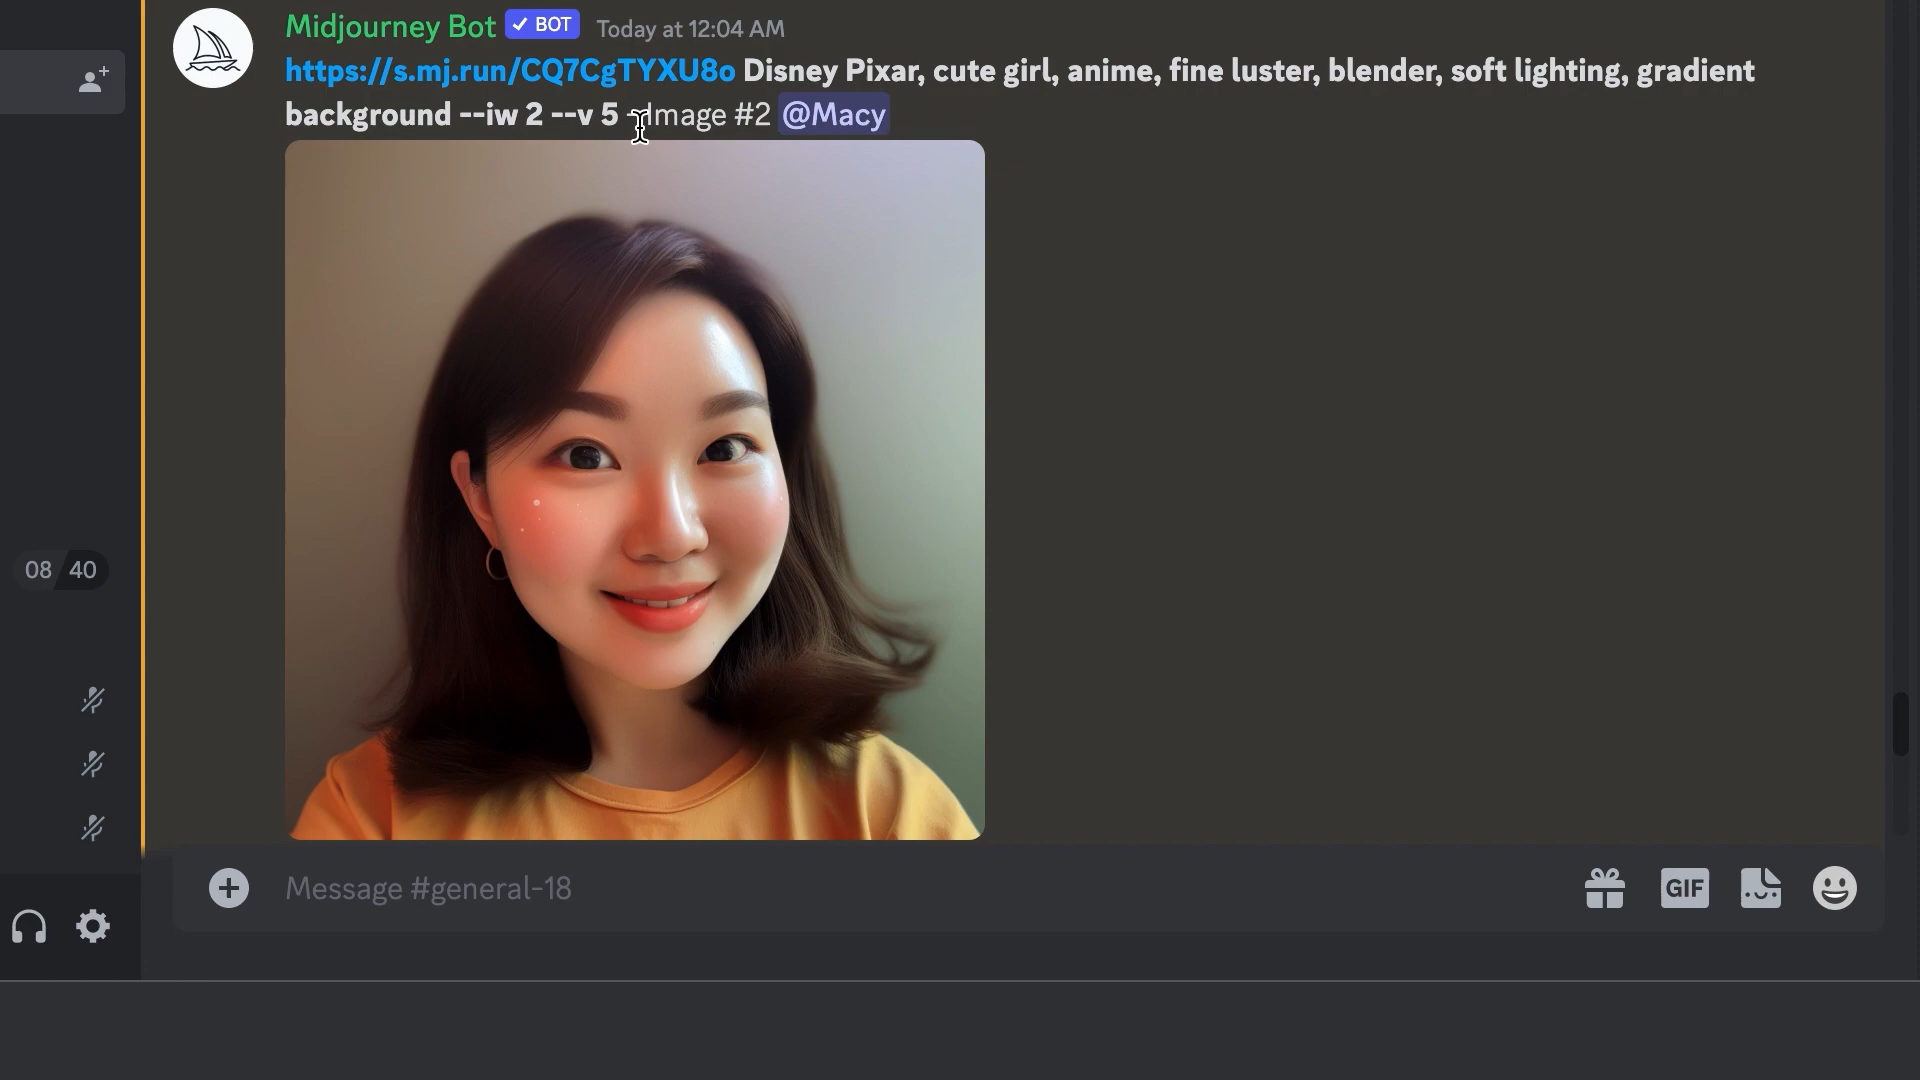 Midjourney Bot ✓ BOT Today at 12:04 AM
https://s.mj.run/CQ7CgTYXU8o Disney Pixar, cute girl, anime, fine luster, blender, soft lighting, gradient
background --iw 2 --v 5 - Image #2 @Macy
08 40
Message #general-18
GIF